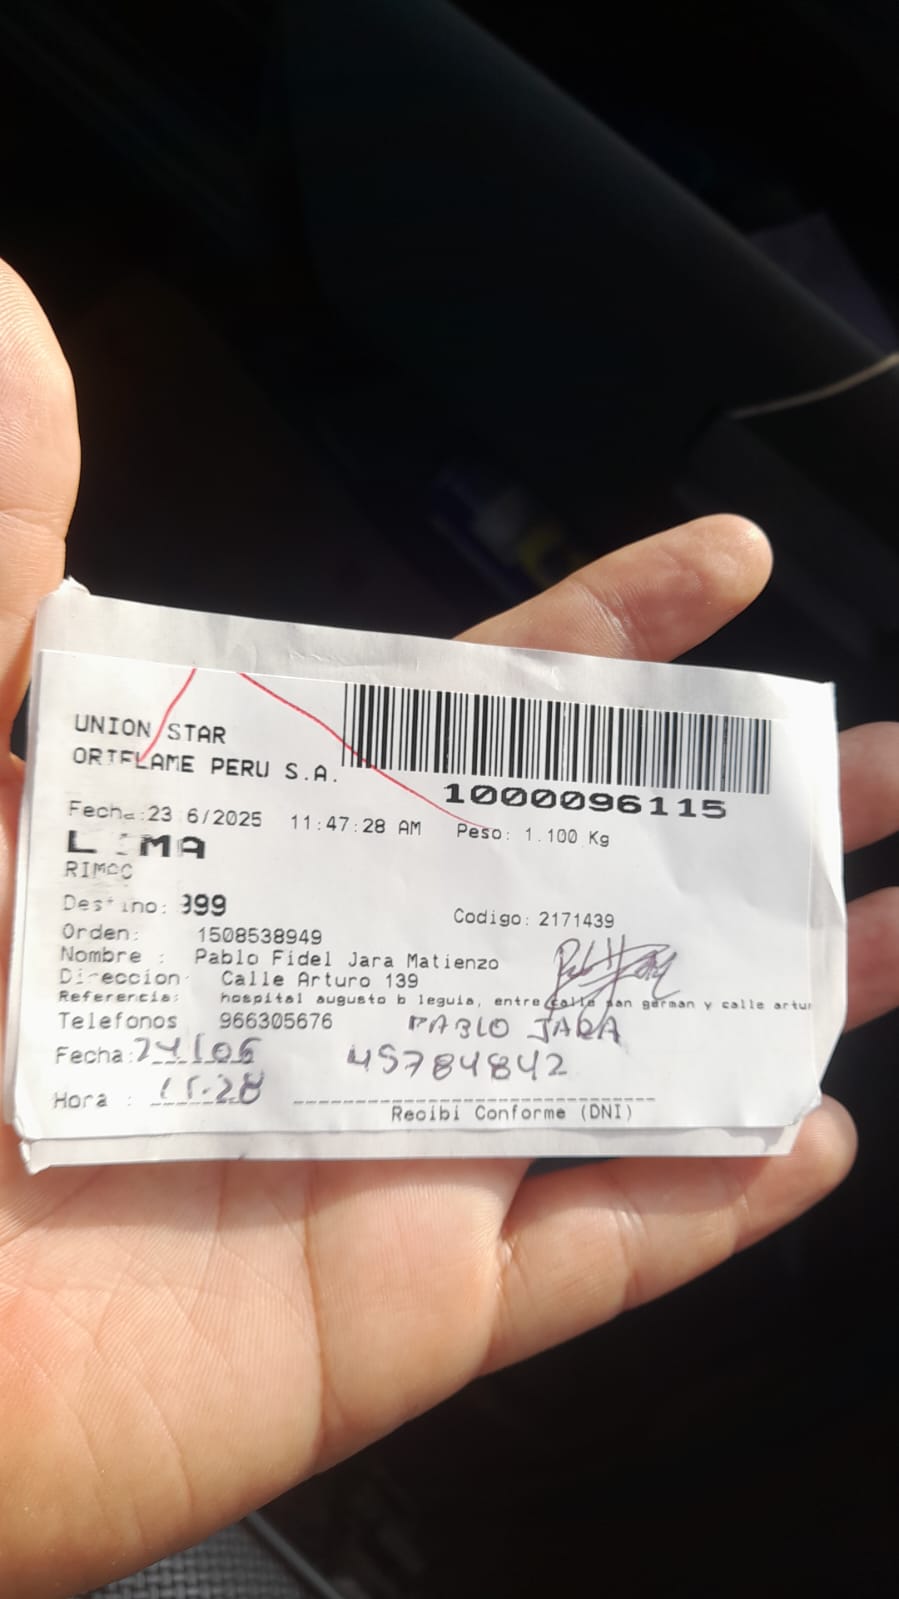 UNION STAR
ORIFLAME PERU S.A.
1000096115
Fecha:23 6/2025 11:47:28 AM Peso: 1.100 Kg
LIMA
RIMAC
Destino: 999 Codigo: 2171439
Orden: 1508538949
Nombre : Pablo Fidel Jara Matienzo
Direccion: Calle Arturo 139
Referencia: hospital augusto b leguia, entre calle san german y calle artur
Telefonos 966305676 PABLO JARA
Fecha:24/06 45784842
Hora : 11:28
Recibi Conforme (DNI)